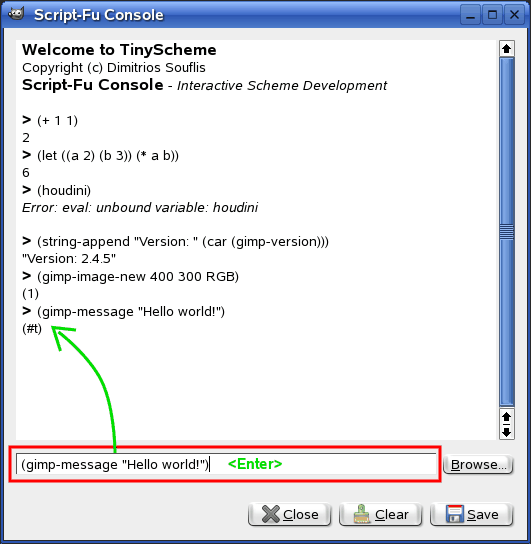 Script-Fu Console
Welcome to TinyScheme
Copyright (c) Dimitrios Souflis
Script-Fu Console - Interactive Scheme Development
> (+ 1 1)
2
> (let ((a 2) (b 3)) (* a b))
6
> (houdini)
Error: eval: unbound variable: houdini
> (string-append "Version: " (car (gimp-version)))
"Version: 2.4.5"
> (gimp-image-new 400 300 RGB)
(1)
> (gimp-message "Hello world!")
(#t)
(gimp-message "Hello world!") <Enter>
Browse...
Close Clear Save